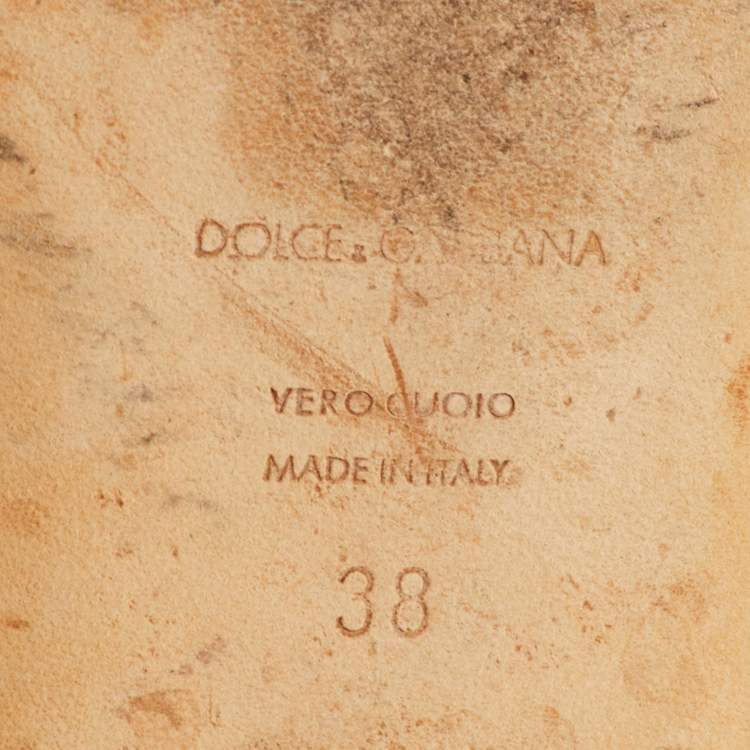 DOLCE & GABBANA
VERO CUOIO
MADE IN ITALY
38